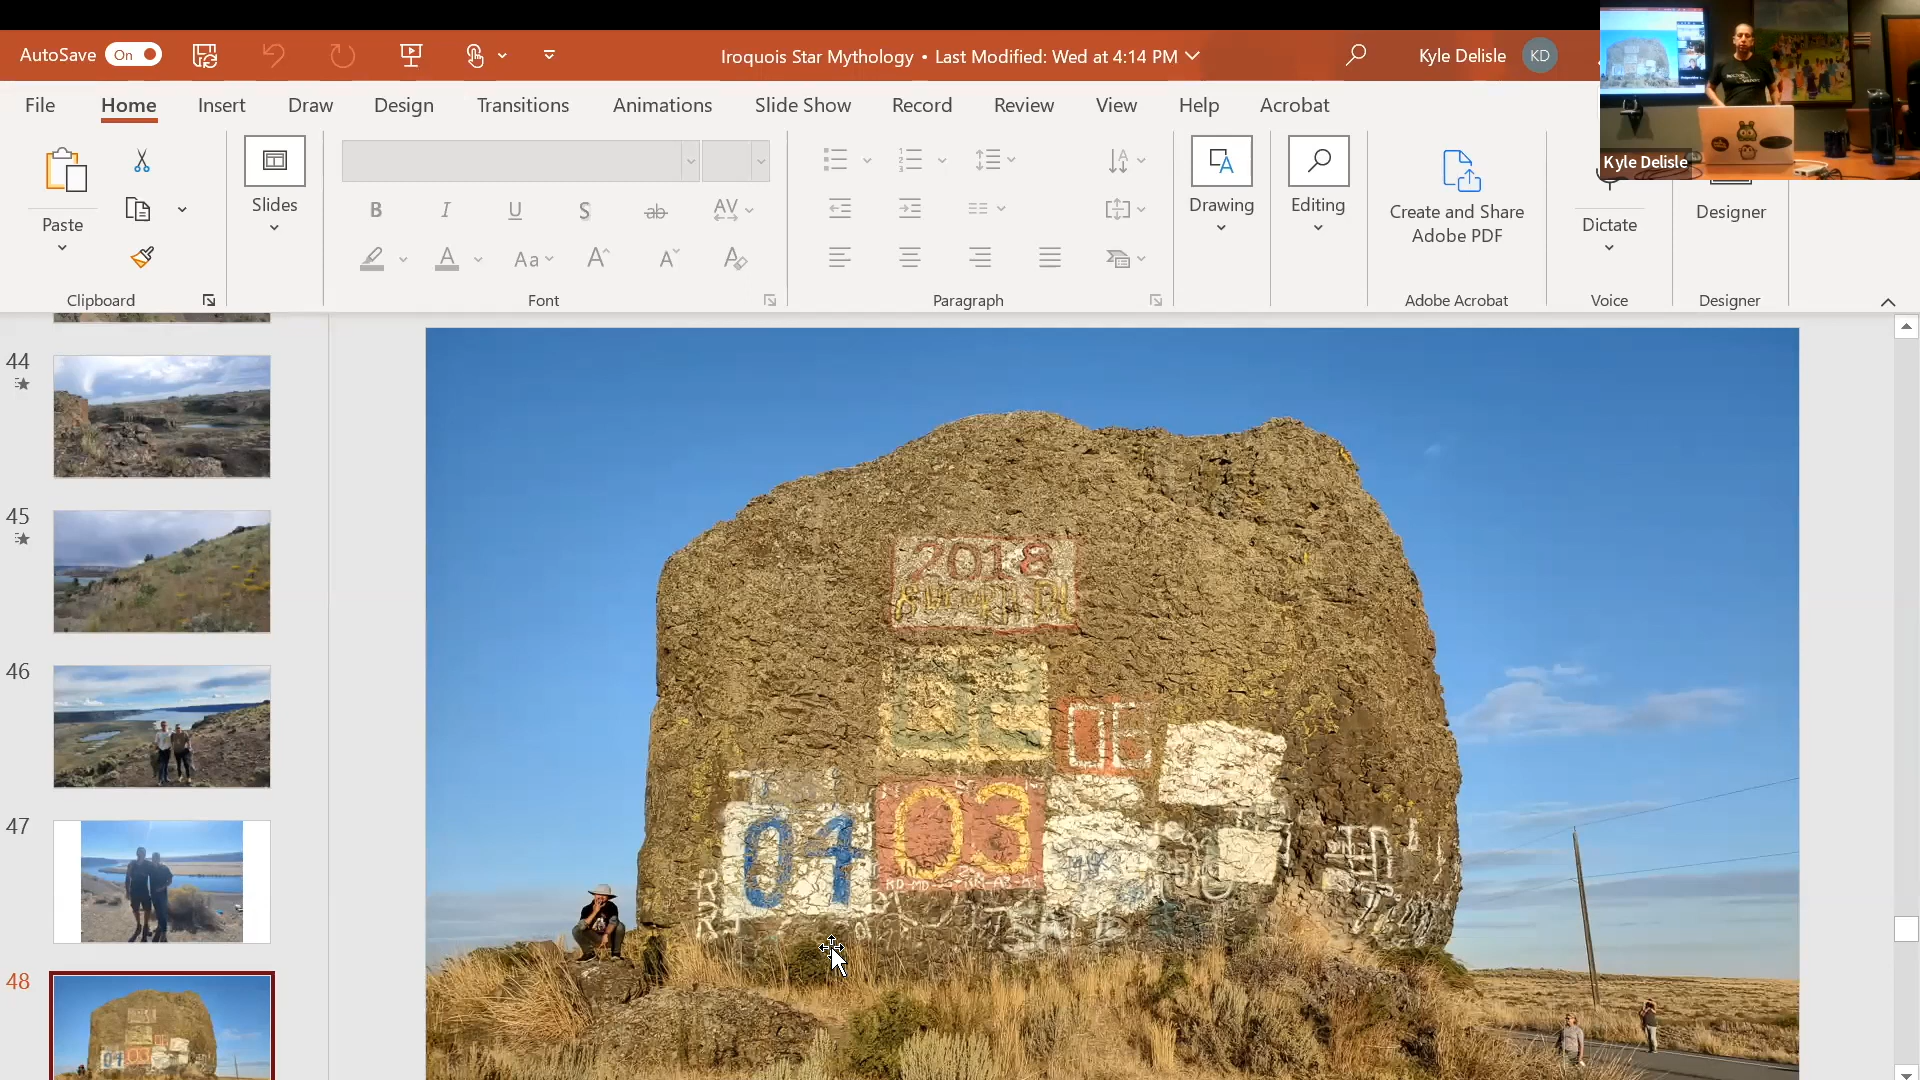 AutoSave On
Iroquois Star Mythology • Last Modified: Wed at 4:14 PM
Kyle Delisle KD
File Home Insert Draw Design Transitions Animations Slide Show Record Review View Help Acrobat
Paste
Clipboard
Slides
B I U S ab AV
A Aa A A A
Font
Paragraph
Drawing
Editing
Create and Share
Adobe PDF
Adobe Acrobat
Dictate
Voice
Designer
Designer
Kyle Delisle
44
45
46
47
48
2018
03
04